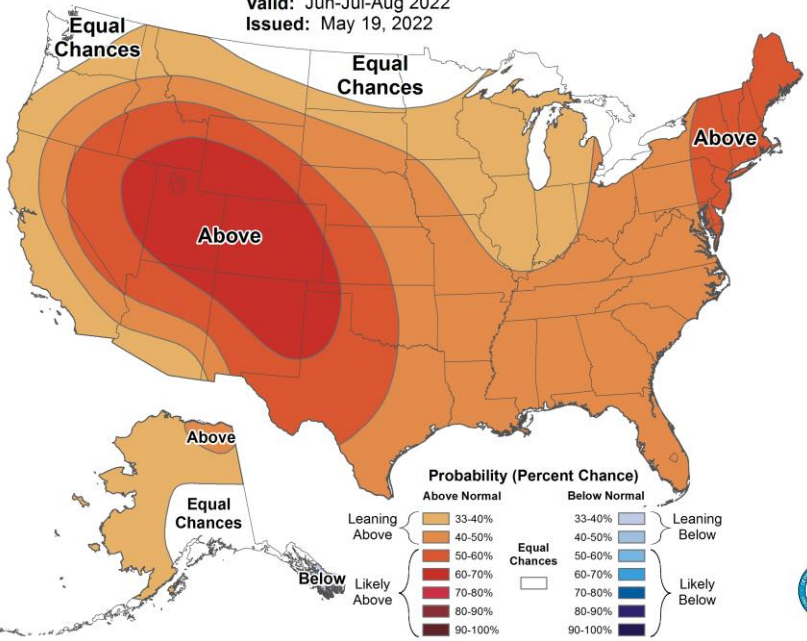 Valid: Jun-Jul-Aug 2022
Issued: May 19, 2022
Equal
Chances
Equal
Chances
Above
Above
Above
Equal
Chances
Below
Probability (Percent Chance)
Above Normal
Below Normal
Leaning
Above
33-40%
40-50%
Likely
Above
50-60%
60-70%
70-80%
80-90%
90-100%
Equal
Chances
33-40%
40-50%
Leaning
Below
50-60%
60-70%
70-80%
80-90%
90-100%
Likely
Below